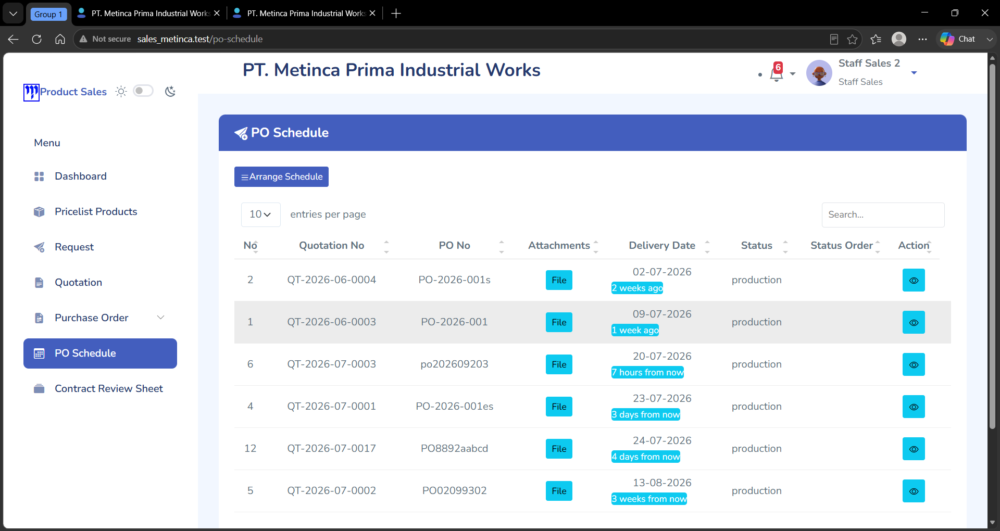 Group 1
PT. Metinca Prima Industrial Works
PT. Metinca Prima Industrial Works
Not secure sales_metinca.test/po-schedule
Chat
Product Sales
PT. Metinca Prima Industrial Works
6
Staff Sales 2
Staff Sales
Menu
Dashboard
Pricelist Products
Request
Quotation
Purchase Order
PO Schedule
Contract Review Sheet
PO Schedule
Arrange Schedule
10 entries per page
Search...
No Quotation No PO No Attachments Delivery Date Status Status Order Action
2 QT-2026-06-0004 PO-2026-001s File 02-07-2026 production
2 weeks ago
1 QT-2026-06-0003 PO-2026-001 File 09-07-2026 production
1 week ago
6 QT-2026-07-0003 po202609203 File 20-07-2026 production
7 hours from now
4 QT-2026-07-0001 PO-2026-001es File 23-07-2026 production
3 days from now
12 QT-2026-07-0017 PO8892aabcd File 24-07-2026 production
4 days from now
5 QT-2026-07-0002 PO02099302 File 13-08-2026 production
3 weeks from now